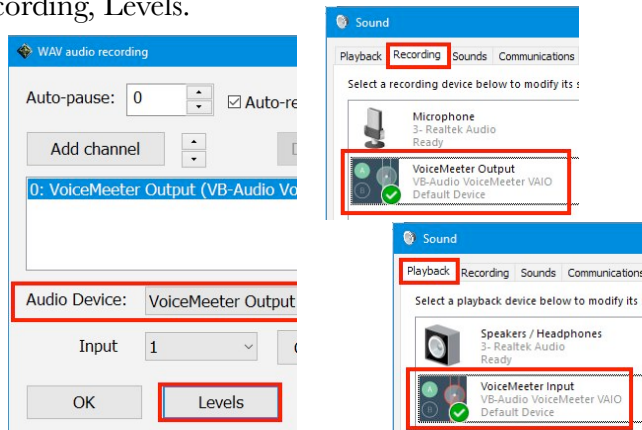 cording, Levels.
WAV audio recording
Auto-pause: 0 Auto-re
Add channel
0: VoiceMeeter Output (VB-Audio Vo
Audio Device: VoiceMeeter Output
Input 1
OK Levels
Sound
Playback Recording Sounds Communications
Select a recording device below to modify its s
Microphone
3- Realtek Audio
Ready
VoiceMeeter Output
VB-Audio VoiceMeeter VAIO
Default Device
Sound
Playback Recording Sounds Communications
Select a playback device below to modify its
Speakers / Headphones
3- Realtek Audio
Ready
VoiceMeeter Input
VB-Audio VoiceMeeter VAIO
Default Device